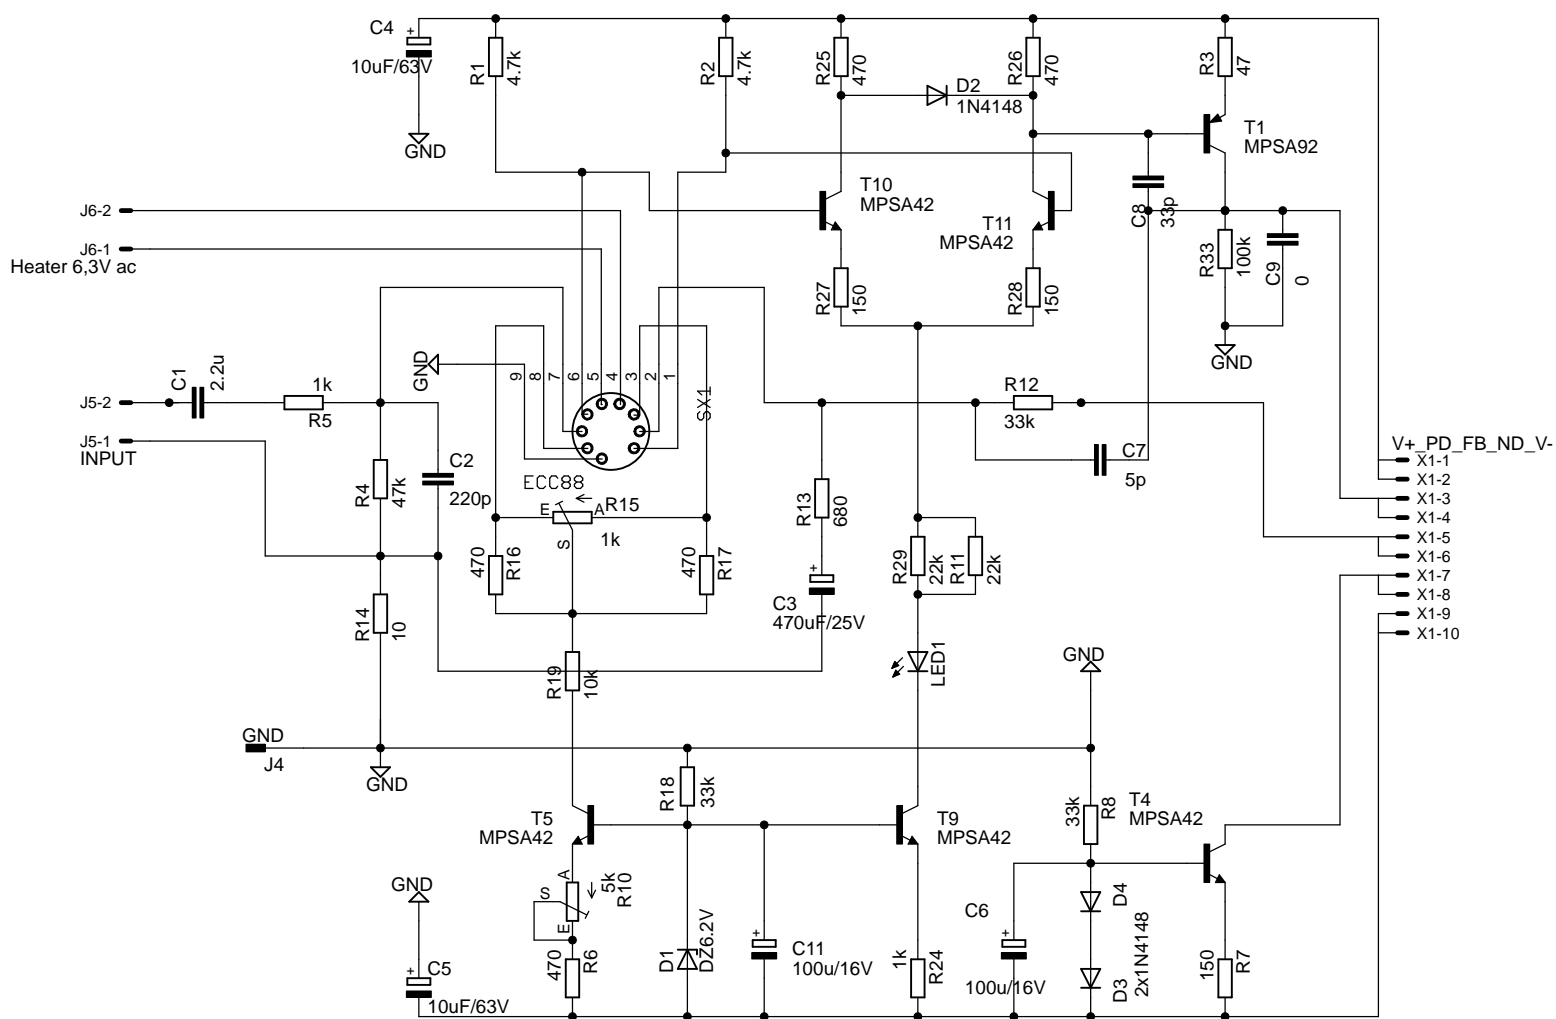 C4
+
10uF/63V
GND
R1
4.7k
R2
4.7k
R25
470
R26
470
R3
47
D2
1N4148
T1
MPSA92
T10
MPSA42
T11
MPSA42
C8
33p
R33
100k
C9
0
GND
R27
150
R28
150
J6-2
J6-1
Heater 6,3V ac
GND
9
8
7
6
5
4
3
2
1
SX1
ECC88
C1
2.2u
1k
R5
J5-2
J5-1
INPUT
R4
47k
C2
220p
R14
10
E
A
S
R15
1k
470
R16
470
R17
R19
10k
R12
33k
C7
5p
R13
680
+
C3
470uF/25V
R29
22k
R11
22k
LED1
V+_PD_FB_ND_V-
X1-1
X1-2
X1-3
X1-4
X1-5
X1-6
X1-7
X1-8
X1-9
X1-10
GND
GND
J4
GND
R18
33k
T5
MPSA42
T9
MPSA42
33k
R8
T4
MPSA42
A
S
E
5k
R10
470
R6
GND
+
C5
10uF/63V
D1
DZ6.2V
+
C11
100u/16V
1k
R24
C6
+
100u/16V
D4
D3
2x1N4148
150
R7